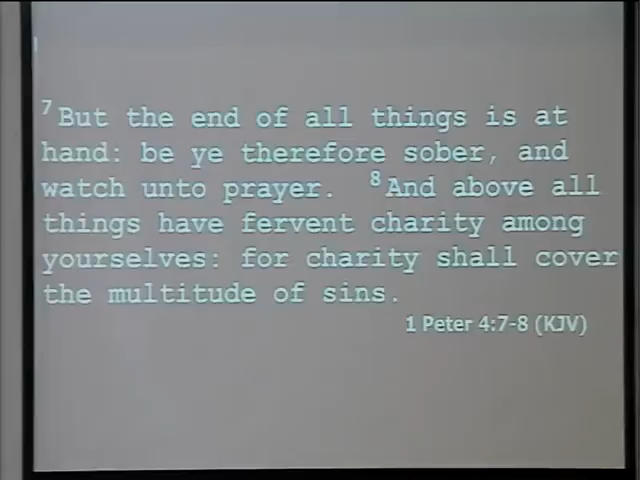 ⁷But the end of all things is at
hand: be ye therefore sober, and
watch unto prayer. ⁸And above all
things have fervent charity among
yourselves: for charity shall cover
the multitude of sins.
1 Peter 4:7-8 (KJV)